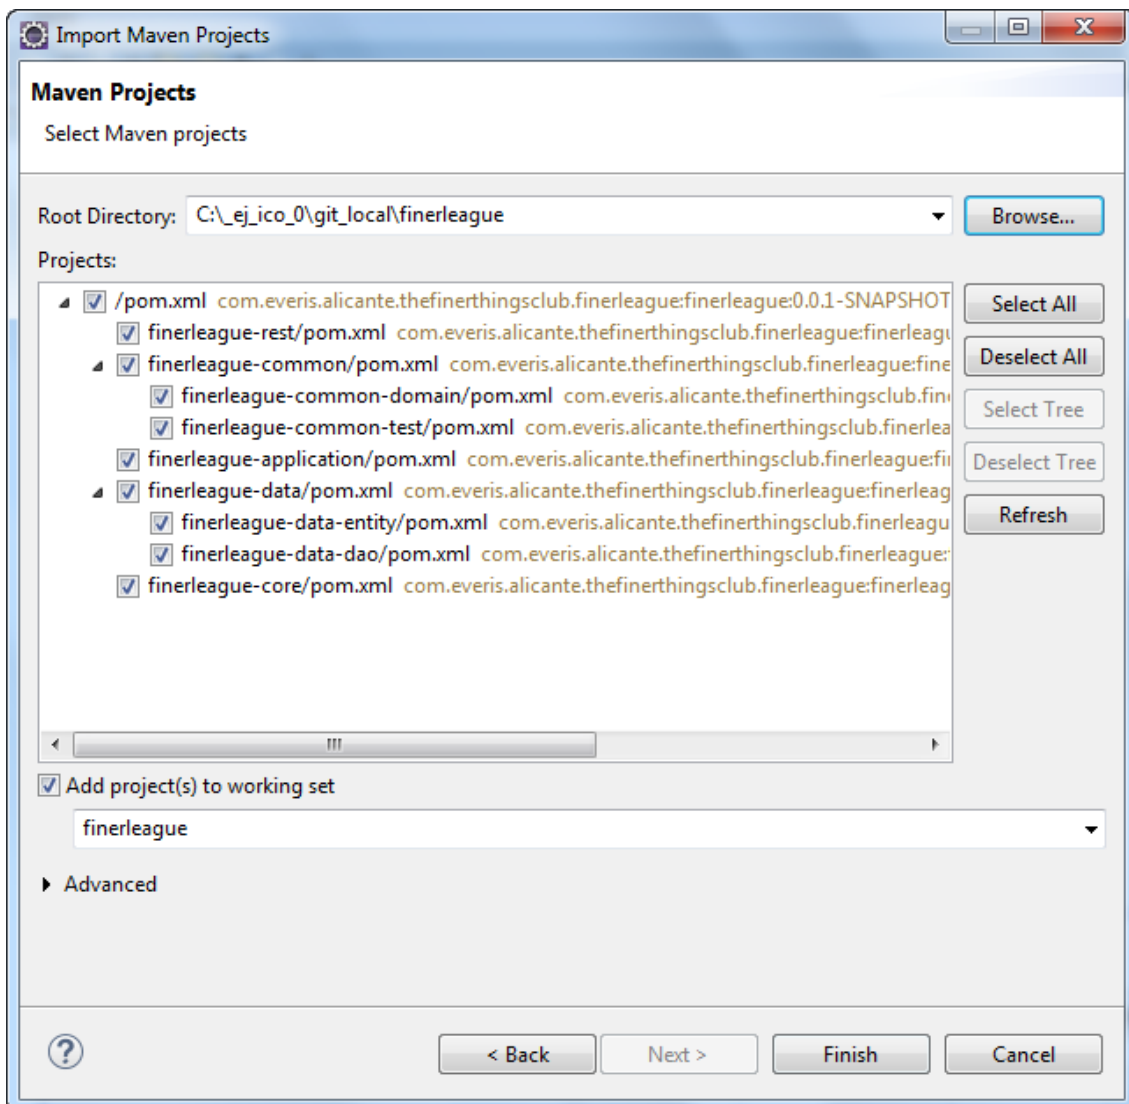 Import Maven Projects
Maven Projects
Select Maven projects
Root Directory: C:\_ej_ico_0\git_local\finerleague Browse...
Projects:
/pom.xml com.everis.alicante.thefinerthingsclub.finerleague:finerleague:0.0.1-SNAPSHOT Select All
finerleague-rest/pom.xml com.everis.alicante.thefinerthingsclub.finerleague:finerleagu
Deselect All
finerleague-common/pom.xml com.everis.alicante.thefinerthingsclub.finerleague:fine
finerleague-common-domain/pom.xml com.everis.alicante.thefinerthingsclub.fin
Select Tree
finerleague-common-test/pom.xml com.everis.alicante.thefinerthingsclub.finerlea
finerleague-application/pom.xml com.everis.alicante.thefinerthingsclub.finerleague:fi
Deselect Tree
finerleague-data/pom.xml com.everis.alicante.thefinerthingsclub.finerleague:finerleag
finerleague-data-entity/pom.xml com.everis.alicante.thefinerthingsclub.finerleagu
Refresh
finerleague-data-dao/pom.xml com.everis.alicante.thefinerthingsclub.finerleague:
finerleague-core/pom.xml com.everis.alicante.thefinerthingsclub.finerleague:finerleag
Add project(s) to working set
finerleague
Advanced
? < Back Next > Finish Cancel